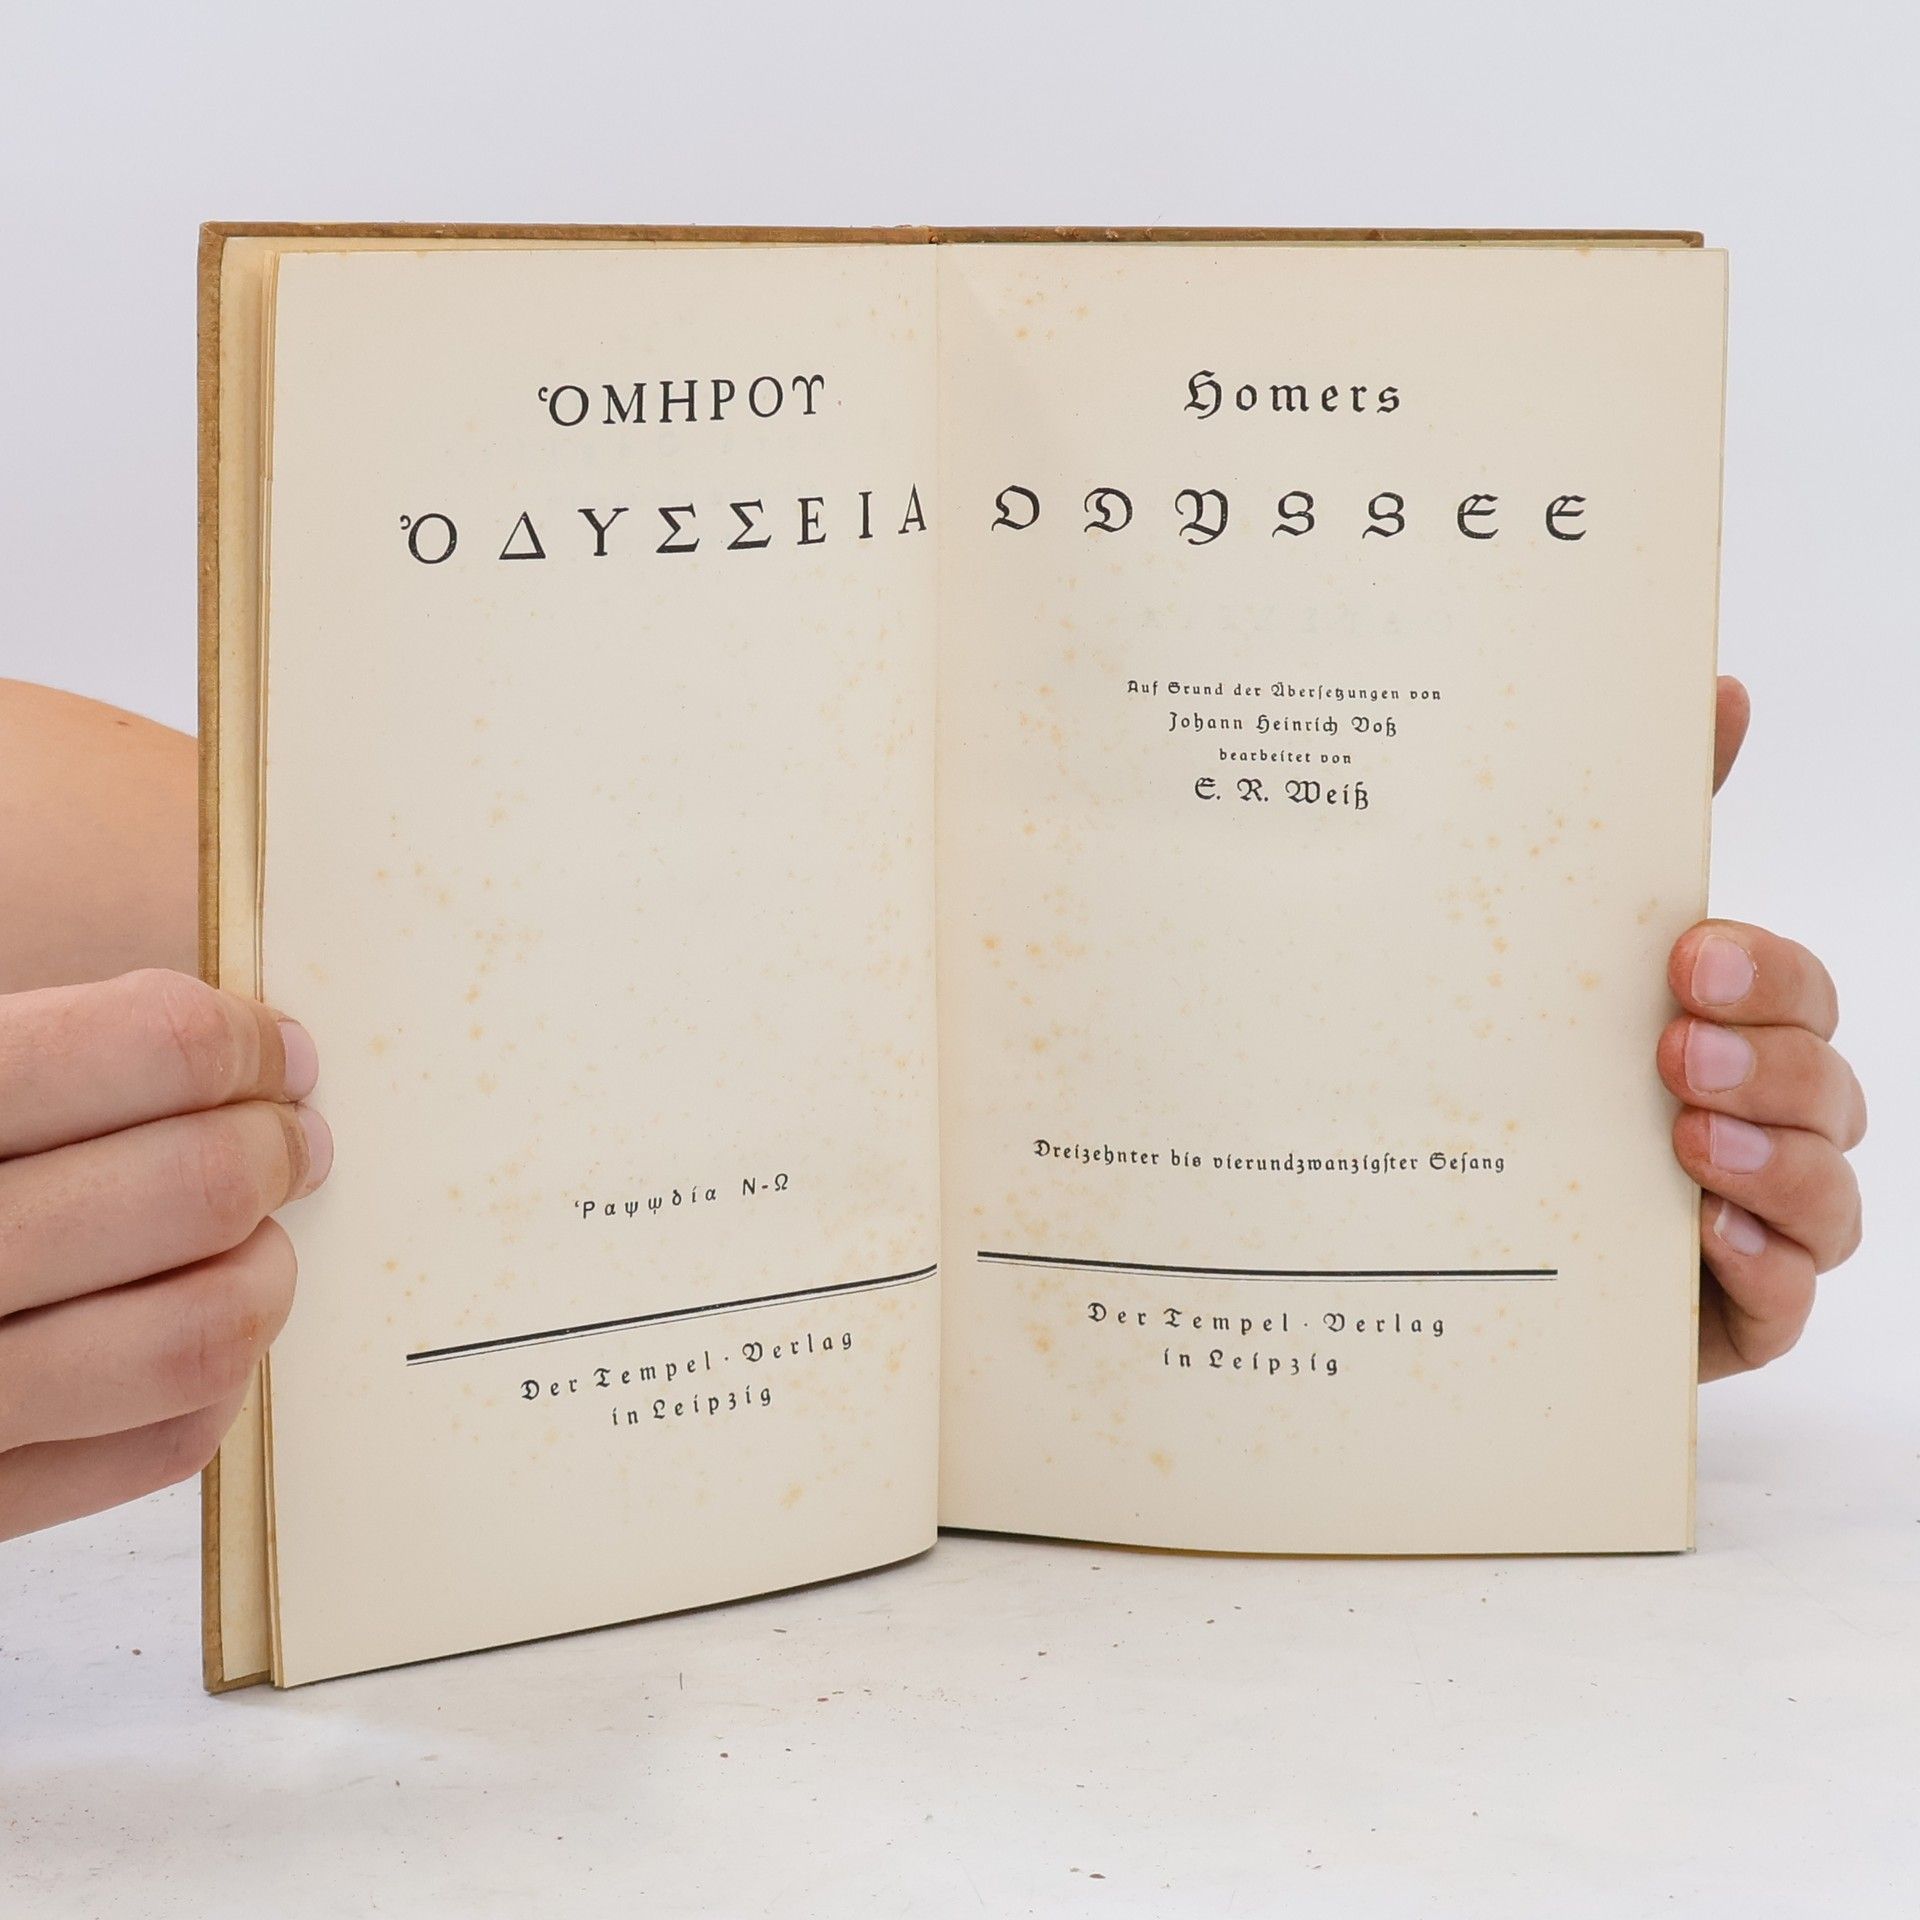 ὉΜΗΡΟΥ
ὈΔΥΣΣΕΙΑ
Ῥαψῳδία Ν-Ω
Der Tempel · Verlag
in Leipzig
Homers
ODYSSEE
Auf Grund der Übersetzungen von
Johann Heinrich Voß
bearbeitet von
E. R. Weiß
Dreizehnter bis vierundzwanzigster Gesang
Der Tempel · Verlag
in Leipzig